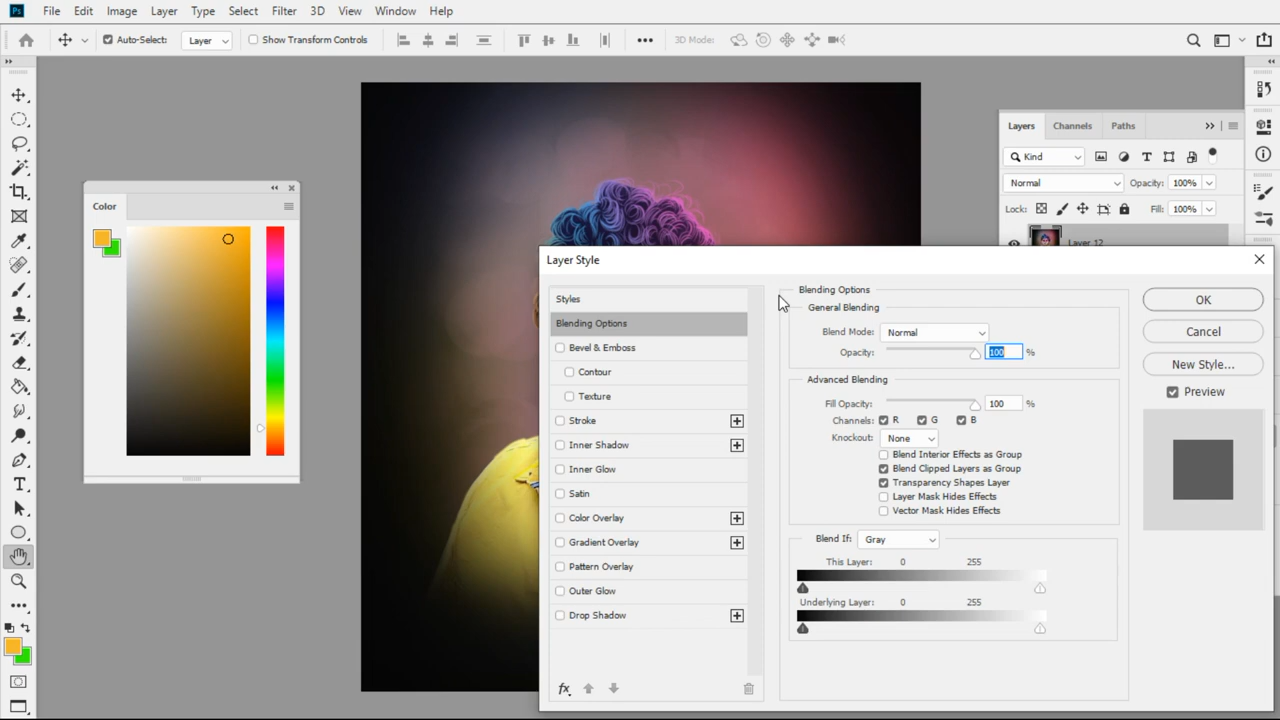 Ps File Edit Image Layer Type Select Filter 3D View Window Help
Auto-Select: Layer Show Transform Controls 3D Mode:
Layers Channels Paths
Kind
Normal Opacity: 100%
Lock: Fill: 100%
Layer 12
Color
Layer Style
Styles
Blending Options
Bevel & Emboss
Contour
Texture
Stroke
Inner Shadow
Inner Glow
Satin
Color Overlay
Gradient Overlay
Pattern Overlay
Outer Glow
Drop Shadow
fx
Blending Options
General Blending
Blend Mode: Normal
Opacity: 100 %
Advanced Blending
Fill Opacity: 100 %
Channels: R G B
Knockout: None
Blend Interior Effects as Group
Blend Clipped Layers as Group
Transparency Shapes Layer
Layer Mask Hides Effects
Vector Mask Hides Effects
Blend If: Gray
This Layer: 0 255
Underlying Layer: 0 255
OK
Cancel
New Style...
Preview